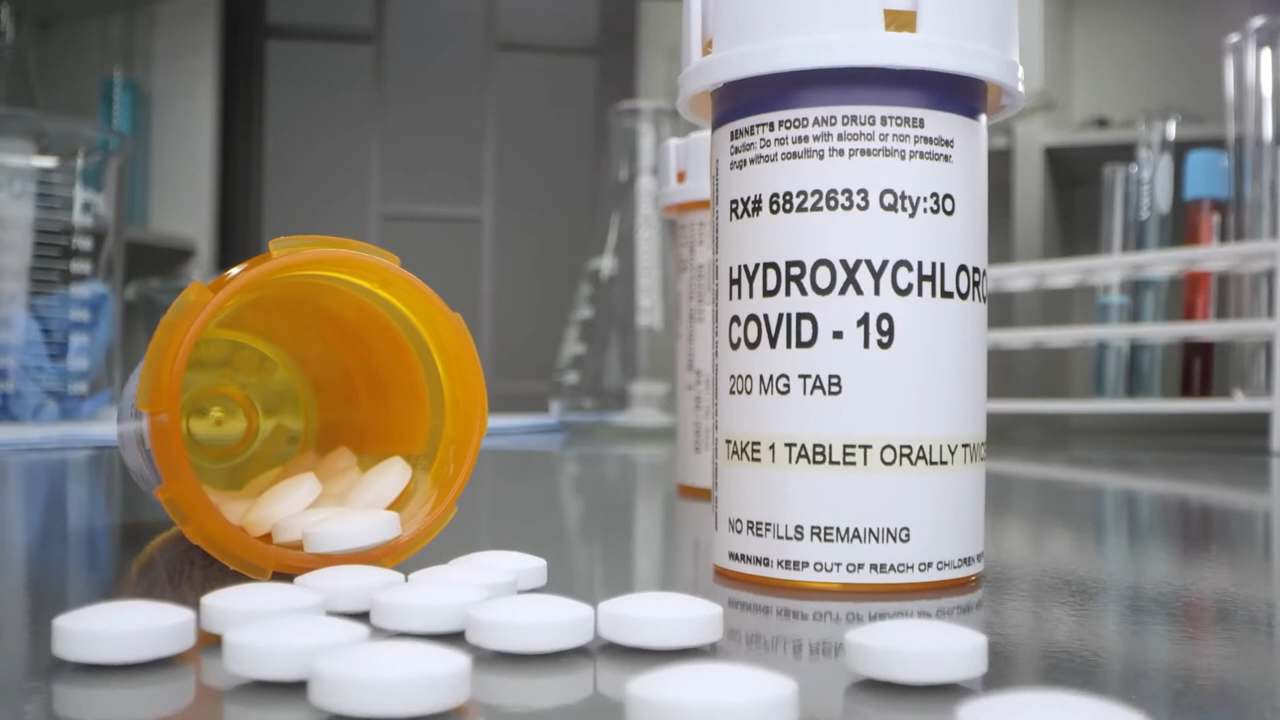 BENNETT'S FOOD AND DRUG STORES
Caution: Do not use with alcohol or non prescibed
drugs without cosulting the prescribing practioner.
RX# 6822633 Qty:30
HYDROXYCHLORO
COVID - 19
200 MG TAB
TAKE 1 TABLET ORALLY TWICE
NO REFILLS REMAINING
WARNING: KEEP OUT OF REACH OF CHILDREN